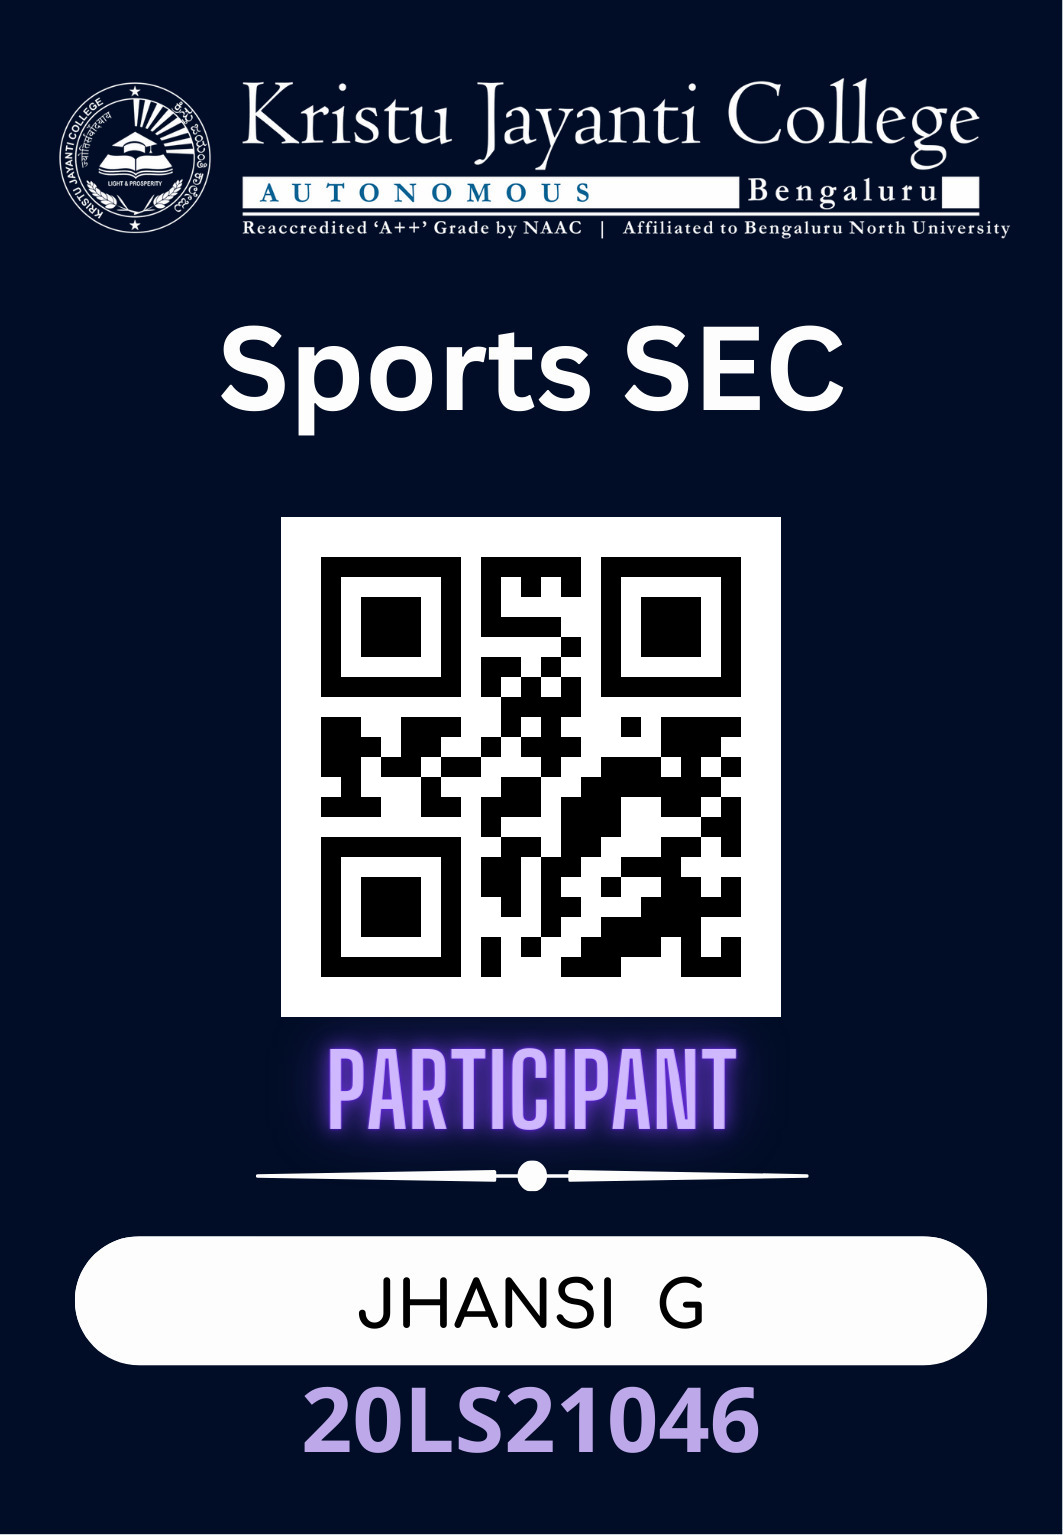 Kristu Jayanti College
AUTONOMOUS Bengaluru
Reaccredited ‘A++’ Grade by NAAC | Affiliated to Bengaluru North University
KRISTU JAYANTI COLLEGE
ಕ್ರಿಸ್ತು ಜಯಂತಿ ಕಾಲೇಜು
LIGHT & PROSPERITY
Sports SEC
PARTICIPANT
JHANSI G
20LS21046